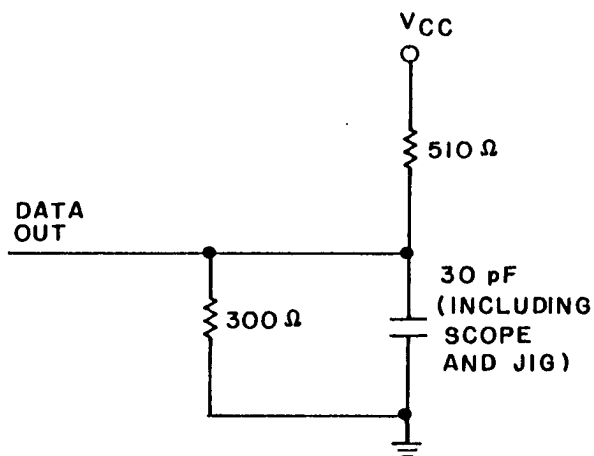 VCC
510 Ω
DATA
OUT
300 Ω
30 pF
(INCLUDING
SCOPE
AND JIG)